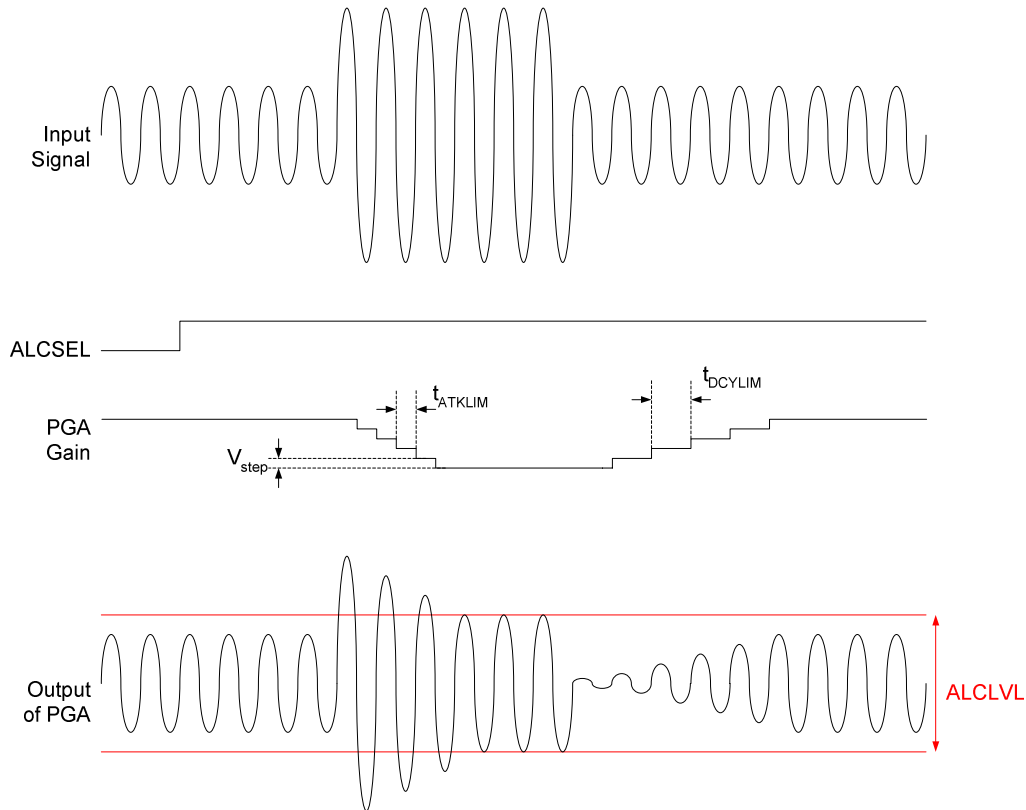 Input
Signal
ALCSEL
tATKLIM
tDCYLIM
PGA
Gain
Vstep
Output
of PGA
ALCLVL